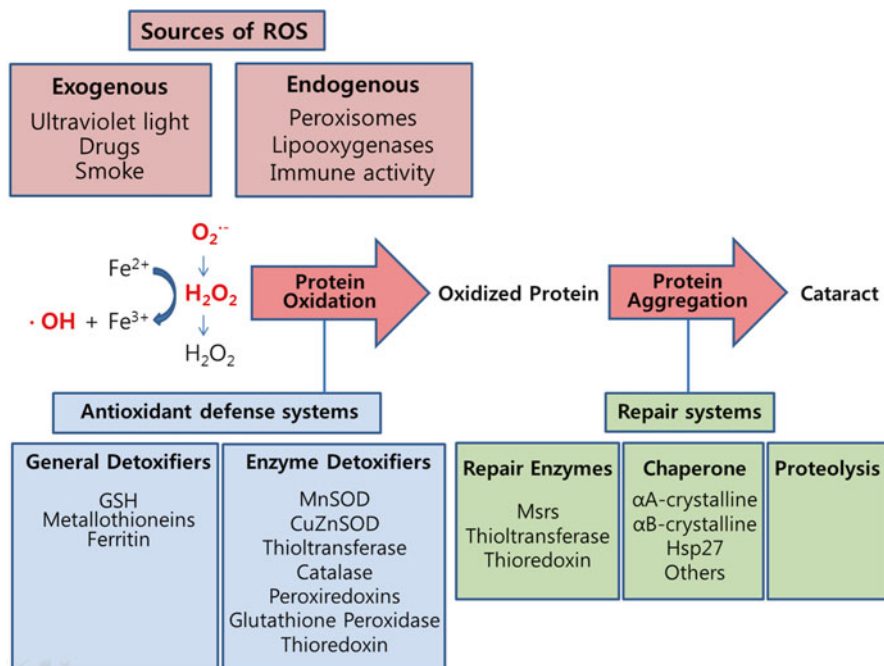 Sources of ROS
Exogenous
Ultraviolet light
Drugs
Smoke
Endogenous
Peroxisomes
Lipooxygenases
Immune activity
O₂·⁻
Fe²⁺
H₂O₂
· OH + Fe³⁺
H₂O₂
Protein
Oxidation
Oxidized Protein
Protein
Aggregation
Cataract
Antioxidant defense systems
General Detoxifiers
GSH
Metallothioneins
Ferritin
Enzyme Detoxifiers
MnSOD
CuZnSOD
Thioltransferase
Catalase
Peroxiredoxins
Glutathione Peroxidase
Thioredoxin
Repair systems
Repair Enzymes
Msrs
Thioltransferase
Thioredoxin
Chaperone
αA-crystalline
αB-crystalline
Hsp27
Others
Proteolysis